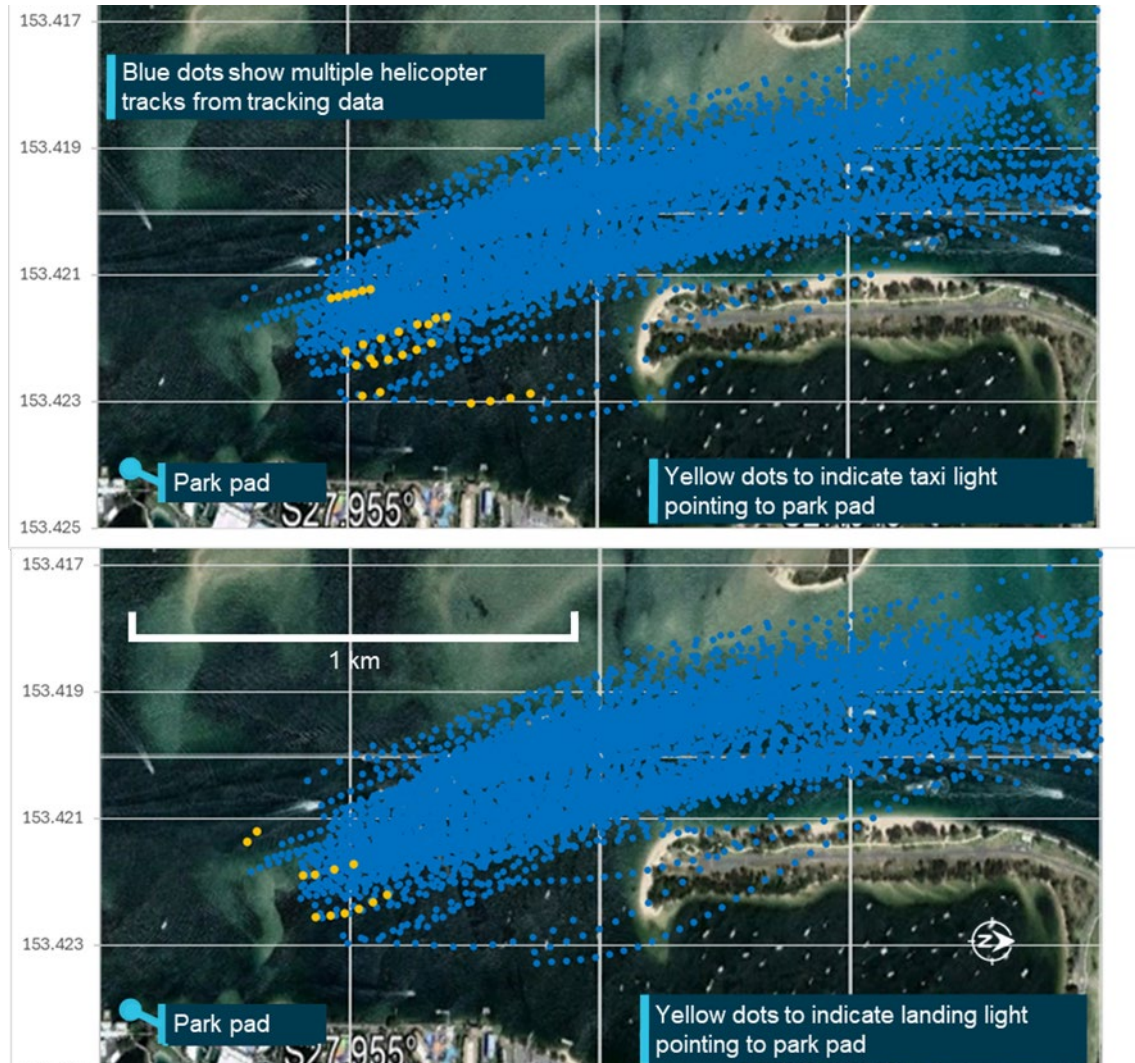 153.417
Blue dots show multiple helicopter
tracks from tracking data
153.419
153.421
153.423
Park pad
S27.955°
Yellow dots to indicate taxi light
pointing to park pad
153.425
153.417
1 km
153.419
153.421
153.423
Z
Park pad
S27.955°
Yellow dots to indicate landing light
pointing to park pad